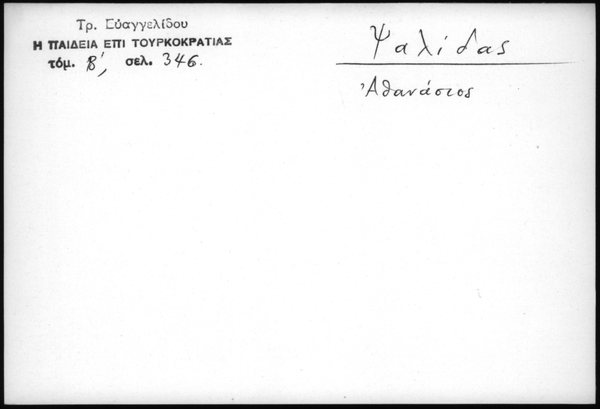 Τρ. Εὐαγγελίδου
Η ΠΑΙΔΕΙΑ ΕΠΙ ΤΟΥΡΚΟΚΡΑΤΙΑΣ
τόμ. Β', σελ. 346.
Ψαλίδας
Ἀθανάσιος